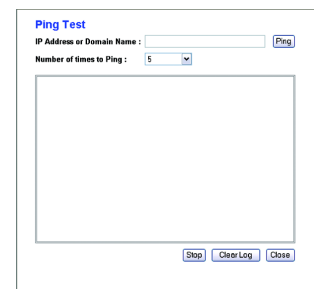 Ping Test
IP Address or Domain Name : Ping
Number of times to Ping : 5
Stop Clear Log Close